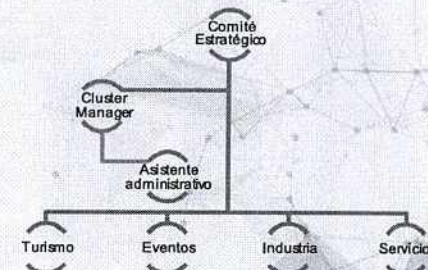 Comité
Estratégico
Cluster
Manager
Asistente
administrativo
Turismo
Eventos
Industria
Servicio